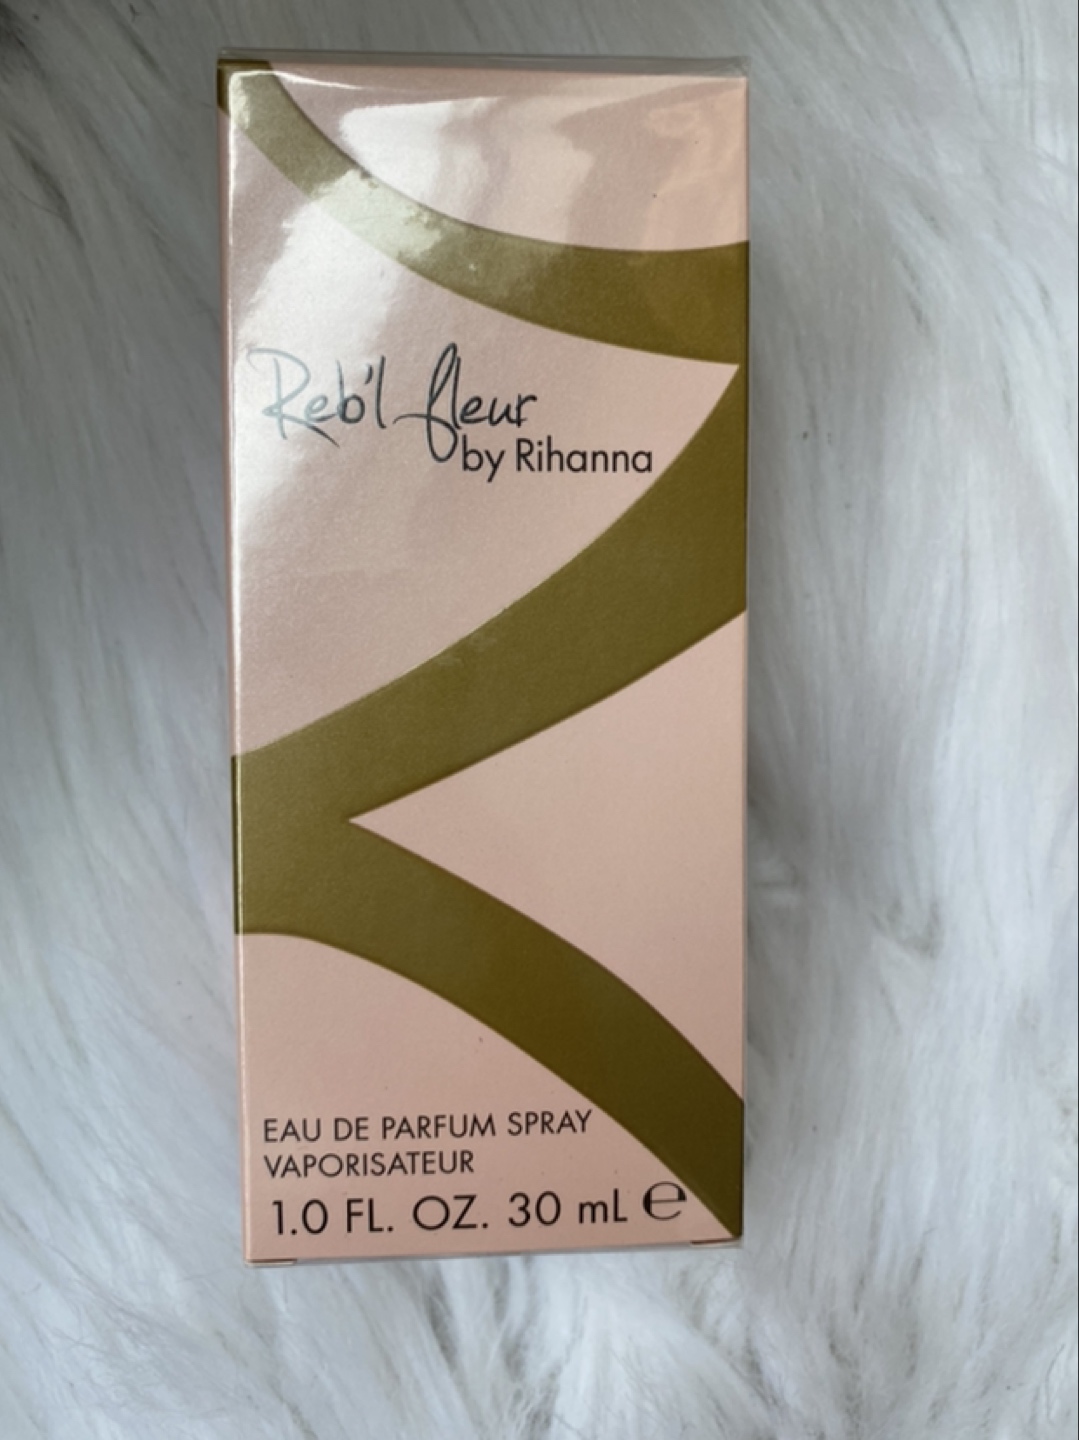 Reb'l fleur
by Rihanna
EAU DE PARFUM SPRAY
VAPORISATEUR
1.0 FL. OZ. 30 mL ℮